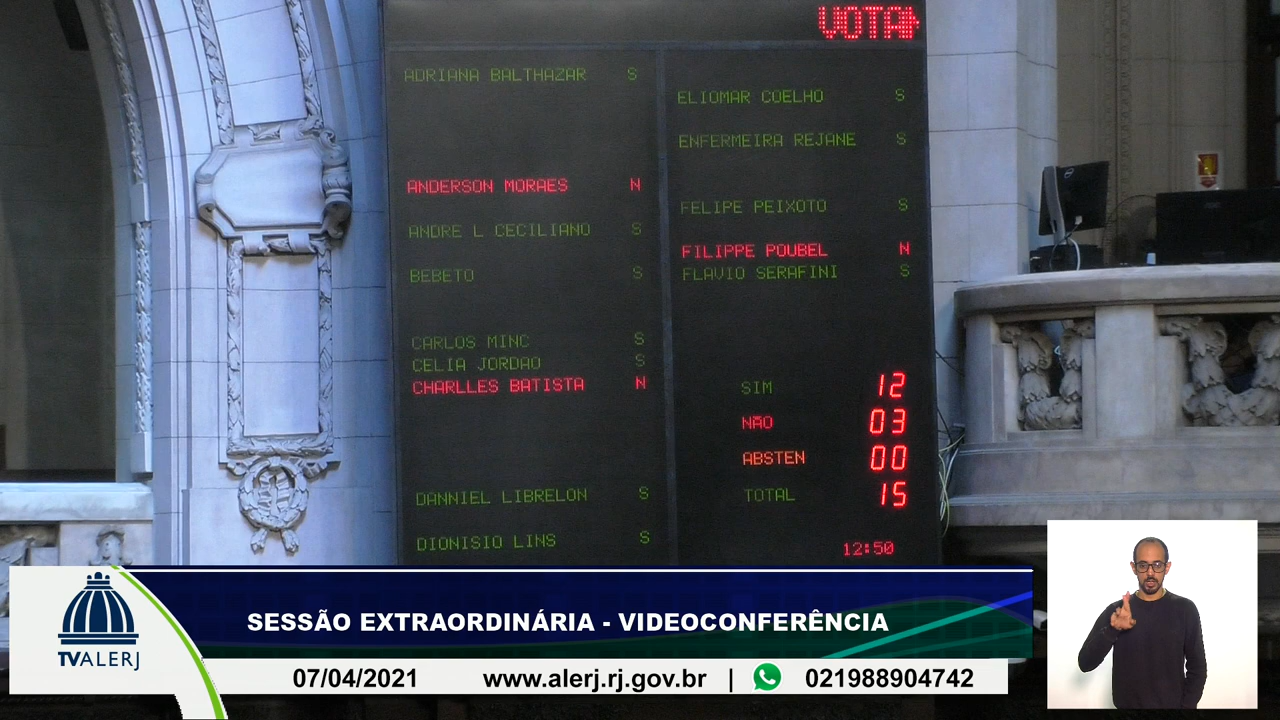 VOTA
ADRIANA BALTHAZAR S
ANDERSON MORAES N
ANDRE L CECILIANO S
BEBETO S
CARLOS MINC S
CELIA JORDAO S
CHARLLES BATISTA N
DANNIEL LIBRELON S
DIONISIO LINS S
ELIOMAR COELHO S
ENFERMEIRA REJANE S
FELIPE PEIXOTO S
FILIPPE POUBEL N
FLAVIO SERAFINI S
SIM 12
NÃO 03
ABSTEN 00
TOTAL 15
12:50
SESSÃO EXTRAORDINÁRIA - VIDEOCONFERÊNCIA
TVALERJ
07/04/2021 www.alerj.rj.gov.br | 021988904742